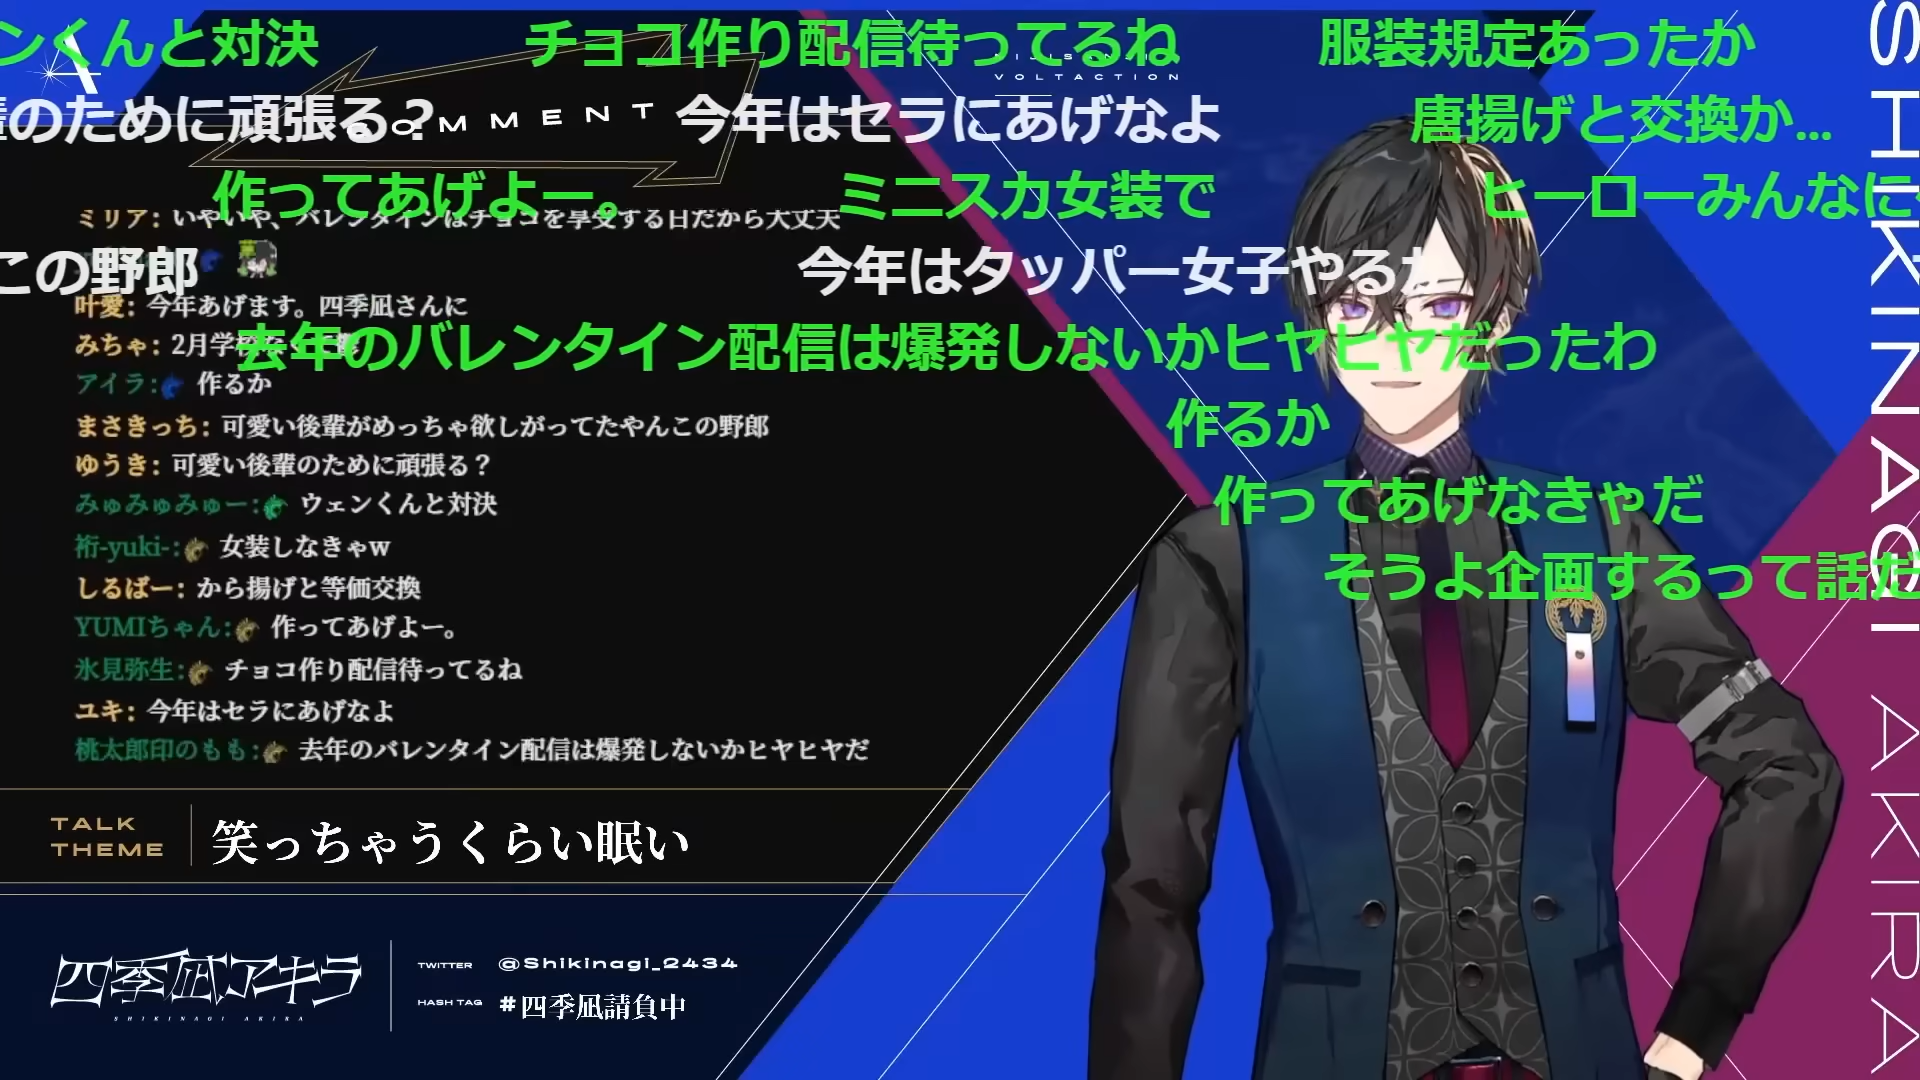 ンくんと対決
チョコ作り配信待ってるね
服装規定あったか
VOLTACTION
輩のために頑張る？
COMMENT
今年はセラにあげなよ
唐揚げと交換か...
作ってあげよー。
ミニスカ女装で
ヒーローみんなに
ミリア: いやいや、バレンタインはチョコを享受する日だから大丈夫
この野郎
今年はタッパー女子やるか
叶愛: 今年あげます。四季凪さんに
みちゃ: 2月学校
去年のバレンタイン配信は爆発しないかヒヤヒヤだったわ
アイラ: 作るか
作るか
まさきっち: 可愛い後輩がめっちゃ欲しがってたやんこの野郎
ゆうき: 可愛い後輩のために頑張る？
みゅみゅみゅー: ウェンくんと対決
作ってあげなきゃだ
裄-yuki-: 女装しなきゃw
そうよ企画するって話だ
しるばー: から揚げと等価交換
YUMIちゃん: 作ってあげよー。
氷見弥生: チョコ作り配信待ってるね
ユキ: 今年はセラにあげなよ
桃太郎印のもも: 去年のバレンタイン配信は爆発しないかヒヤヒヤだ
TALK THEME
笑っちゃうくらい眠い
四季凪アキラ
SHIKINAGI AKIRA
TWITTER @Shikinagi_2434
HASH TAG #四季凪請負中
SHIKINAGI AKIRA